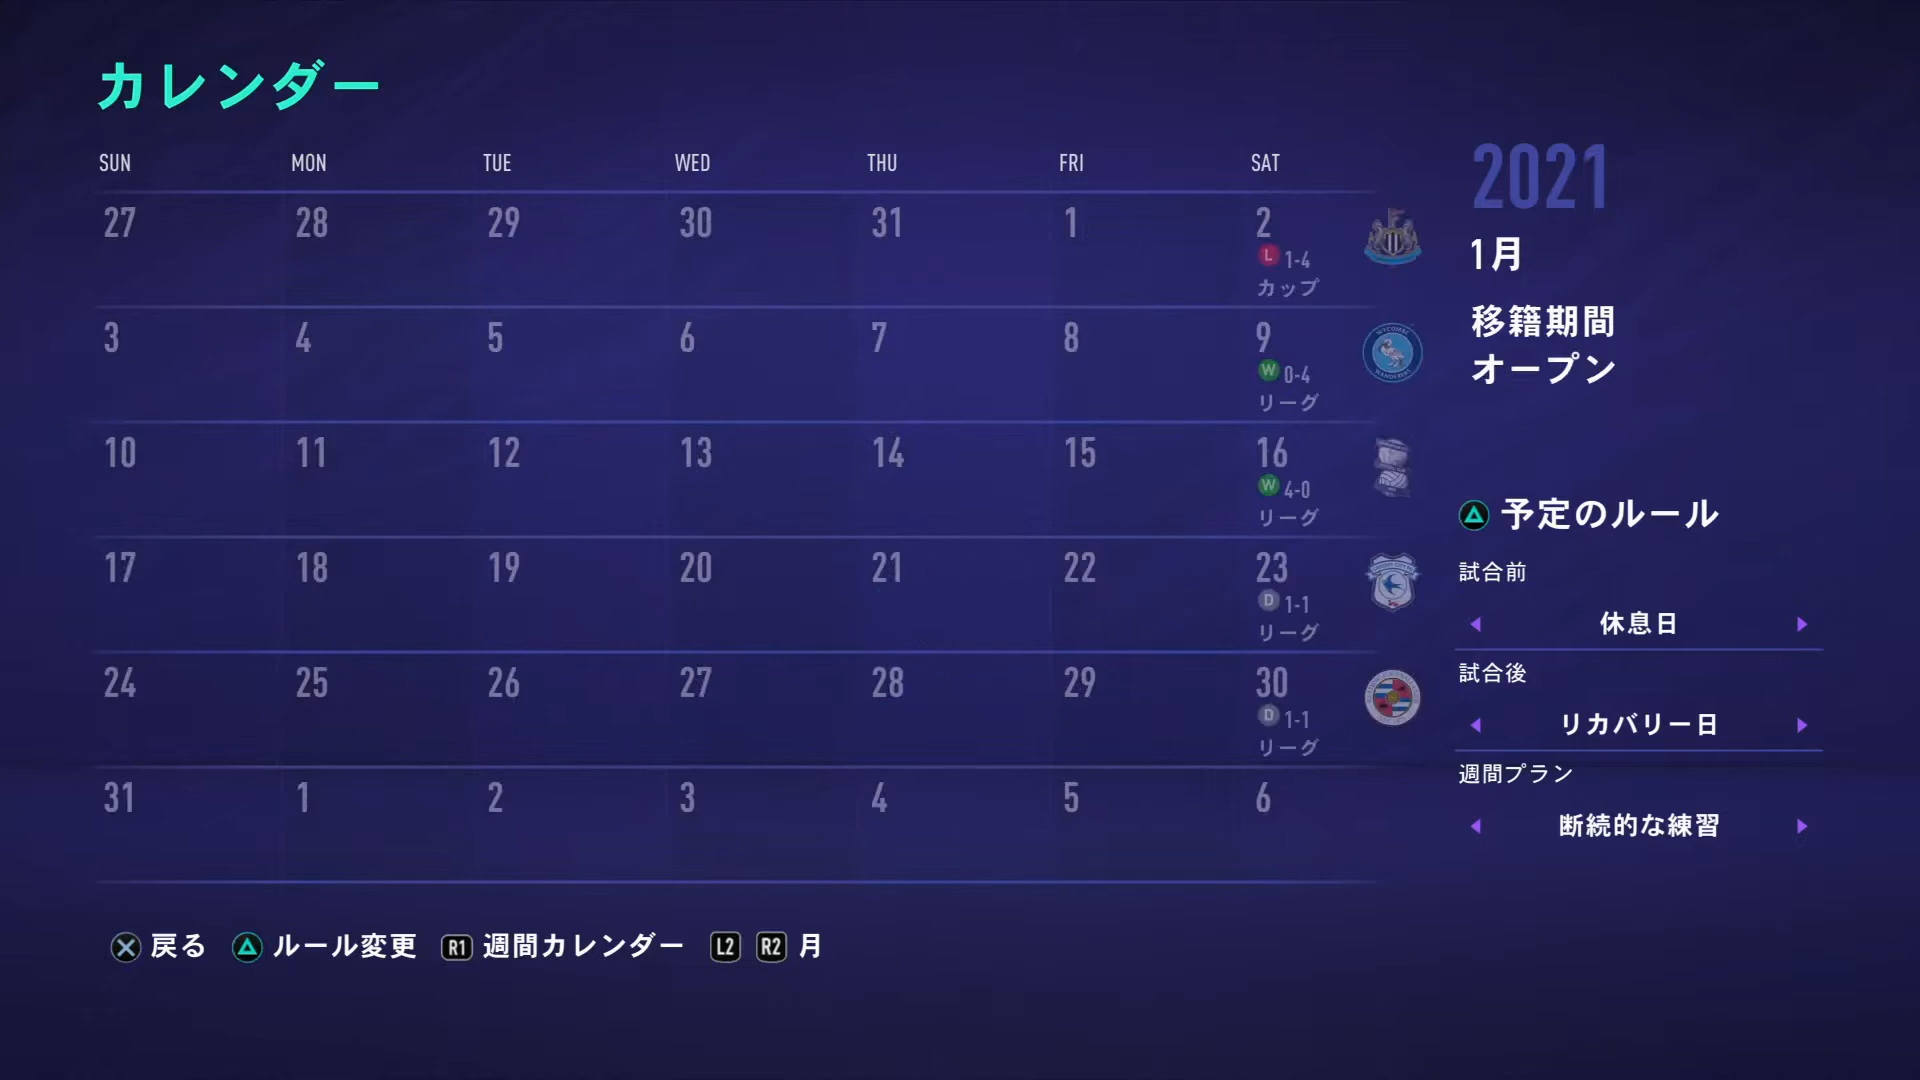 カレンダー
SUN MON TUE WED THU FRI SAT
27 28 29 30 31 1 2
L 1-4
カップ
3 4 5 6 7 8 9
W 0-4
リーグ
10 11 12 13 14 15 16
W 4-0
リーグ
17 18 19 20 21 22 23
D 1-1
リーグ
24 25 26 27 28 29 30
D 1-1
リーグ
31 1 2 3 4 5 6
2021
1月
移籍期間
オープン
予定のルール
試合前
休息日
試合後
リカバリー日
週間プラン
断続的な練習
戻る ルール変更 R1 週間カレンダー L2 R2 月
WYCOMBE
WANDERERS